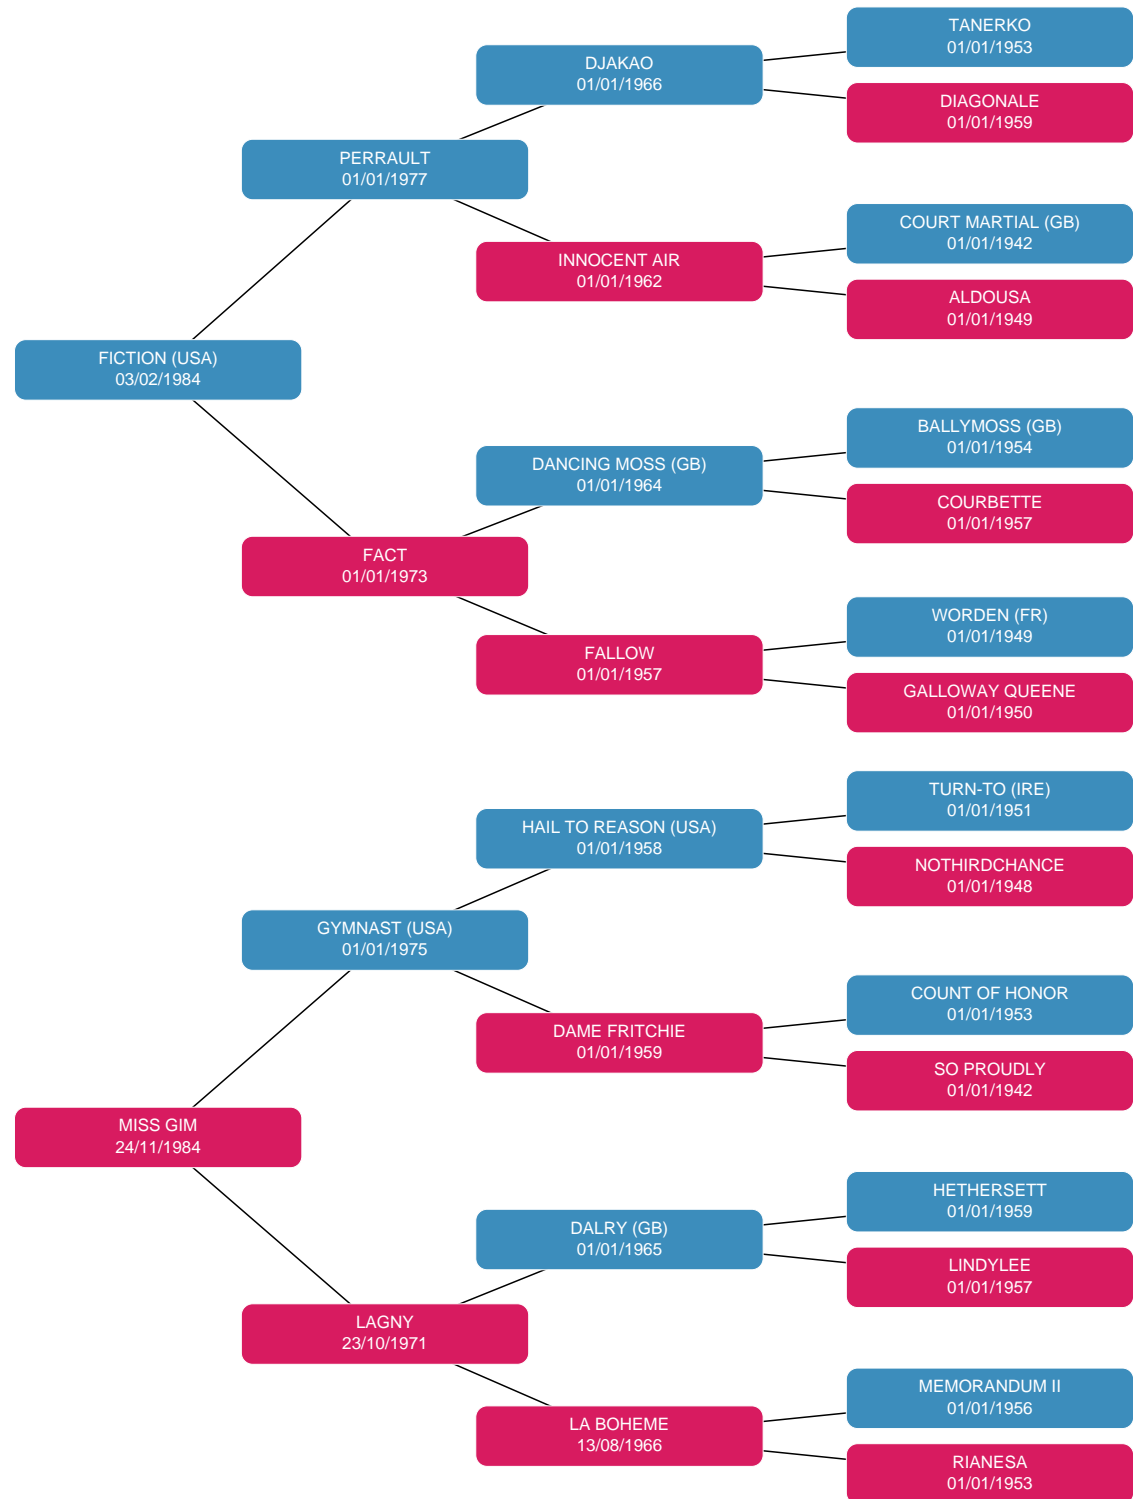 TANERKO
01/01/1953
DJAKAO
01/01/1966
DIAGONALE
01/01/1959
PERRAULT
01/01/1977
COURT MARTIAL (GB)
01/01/1942
INNOCENT AIR
01/01/1962
ALDOUSA
01/01/1949
FICTION (USA)
03/02/1984
BALLYMOSS (GB)
01/01/1954
DANCING MOSS (GB)
01/01/1964
COURBETTE
01/01/1957
FACT
01/01/1973
WORDEN (FR)
01/01/1949
FALLOW
01/01/1957
GALLOWAY QUEENE
01/01/1950
TURN-TO (IRE)
01/01/1951
HAIL TO REASON (USA)
01/01/1958
NOTHIRDCHANCE
01/01/1948
GYMNAST (USA)
01/01/1975
COUNT OF HONOR
01/01/1953
DAME FRITCHIE
01/01/1959
SO PROUDLY
01/01/1942
MISS GIM
24/11/1984
HETHERSETT
01/01/1959
DALRY (GB)
01/01/1965
LINDYLEE
01/01/1957
LAGNY
23/10/1971
MEMORANDUM II
01/01/1956
LA BOHEME
13/08/1966
RIANESA
01/01/1953